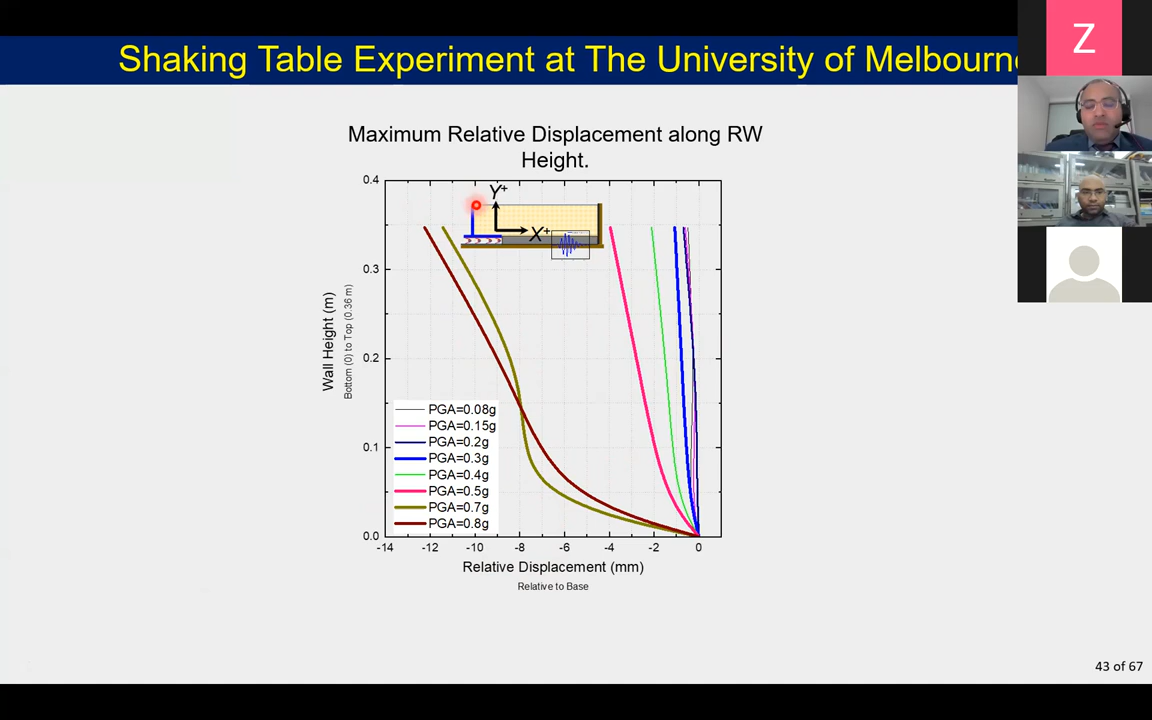 Shaking Table Experiment at The University of Melbourn
Z
Maximum Relative Displacement along RW
Height.
0.4
0.3
0.2
0.1
0.0
Wall Height (m)
Bottom (0) to Top (0.36 m)
Y+
X+
PGA=0.08g
PGA=0.15g
PGA=0.2g
PGA=0.3g
PGA=0.4g
PGA=0.5g
PGA=0.7g
PGA=0.8g
-14 -12 -10 -8 -6 -4 -2 0
Relative Displacement (mm)
Relative to Base
43 of 67